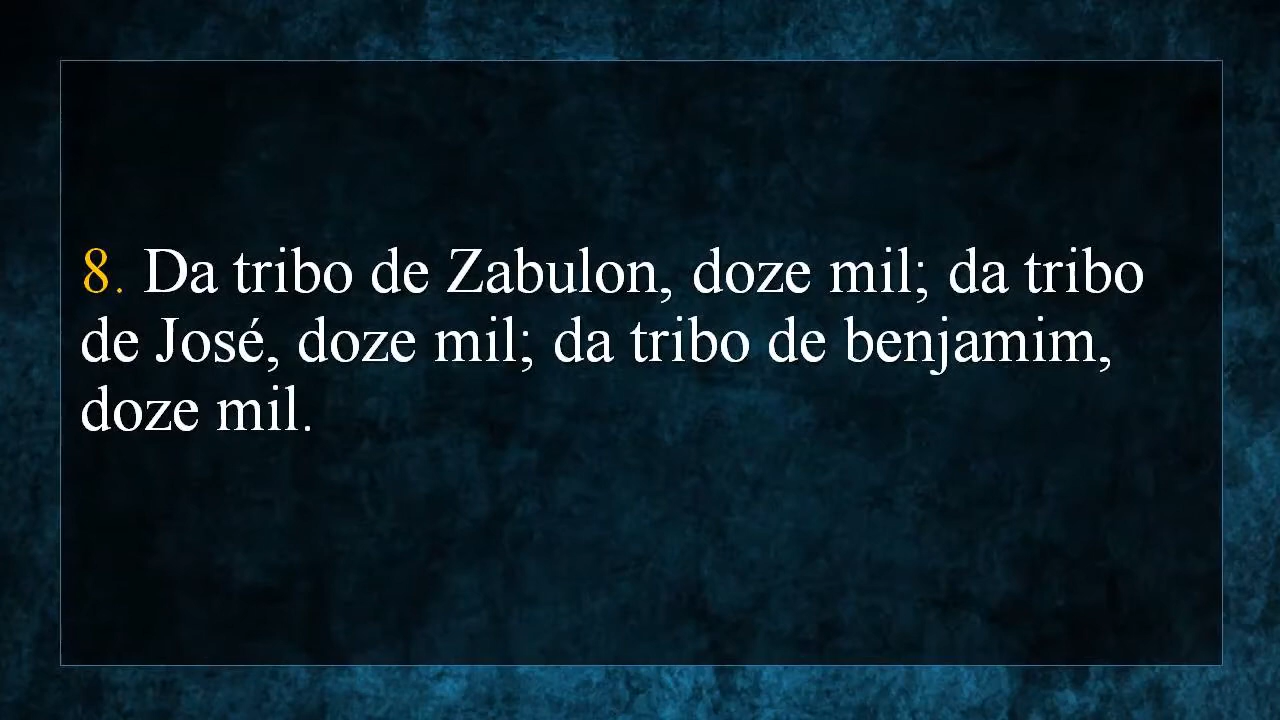 8. Da tribo de Zabulon, doze mil; da tribo
de José, doze mil; da tribo de benjamim,
doze mil.